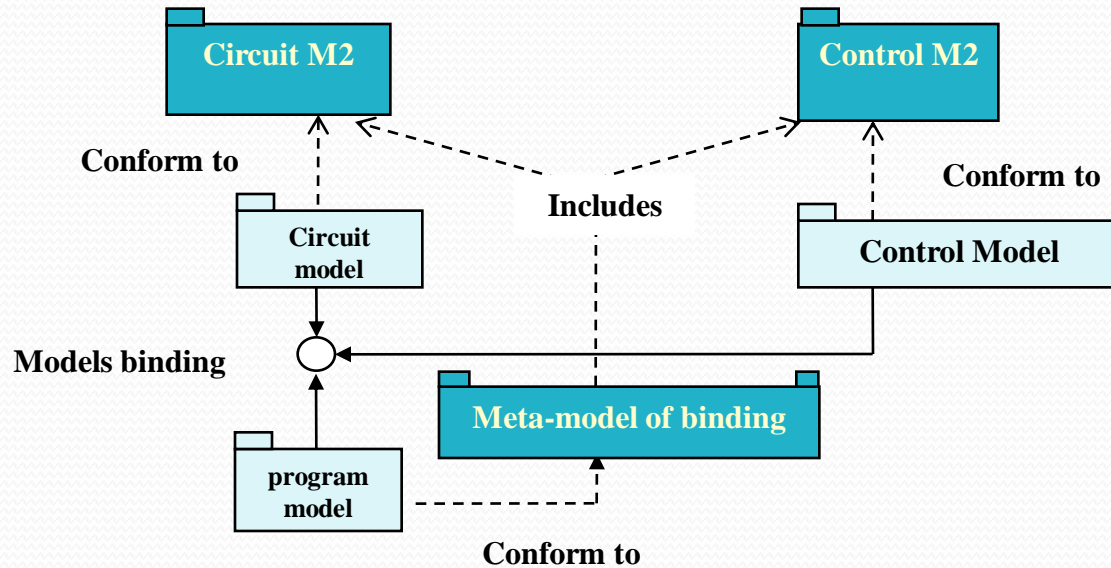 Circuit M2
Control M2
Conform to
Conform to
Includes
Circuit
model
Control Model
Models binding
Meta-model of binding
program
model
Conform to